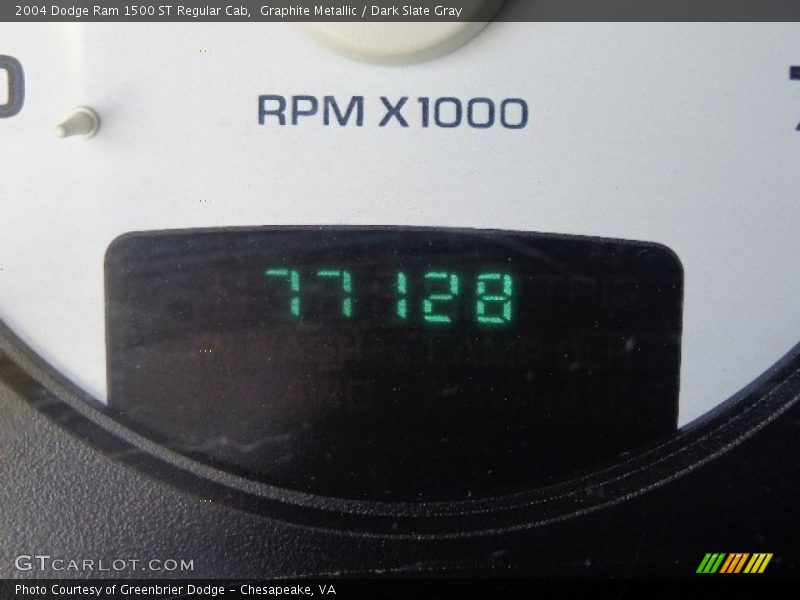 2004 Dodge Ram 1500 ST Regular Cab,  Graphite Metallic / Dark Slate Gray
0
RPM X1000
77128
GTCARLOT.COM
Photo Courtesy of Greenbrier Dodge – Chesapeake, VA